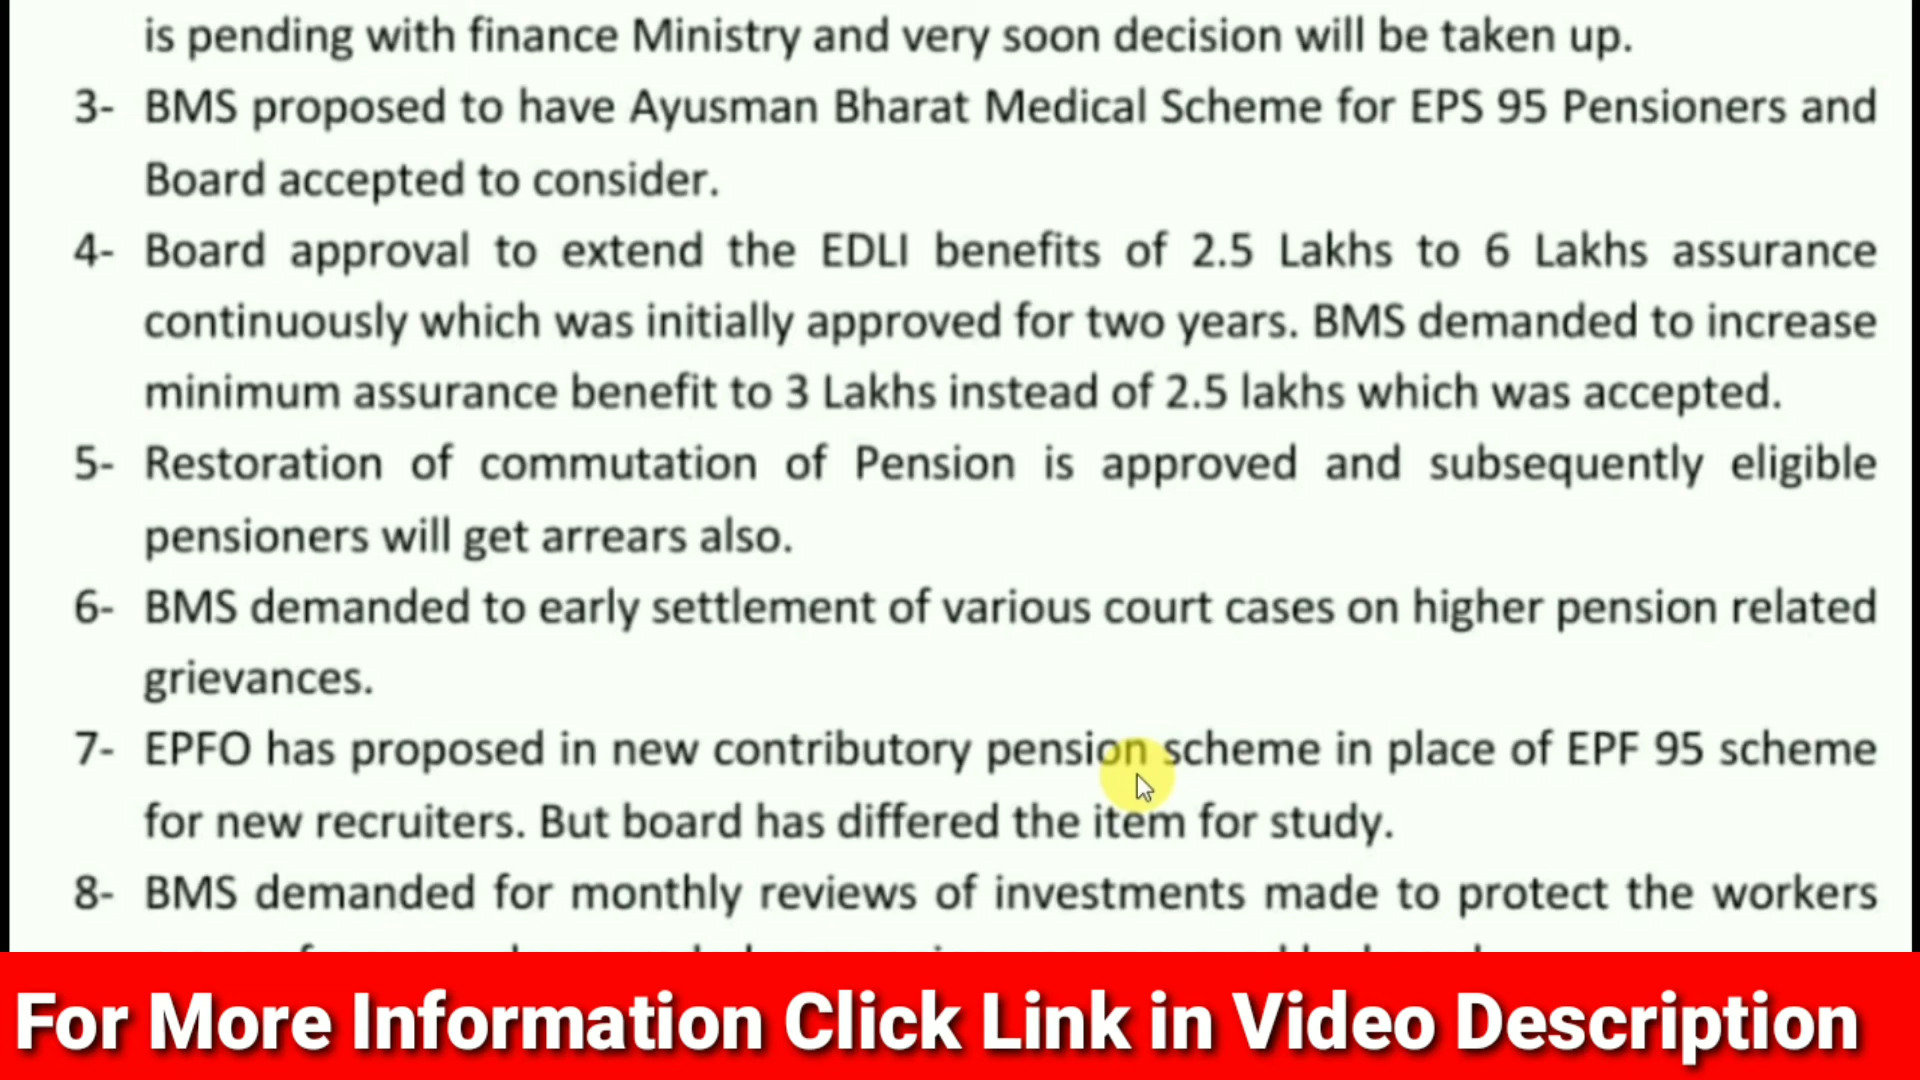 is pending with finance Ministry and very soon decision will be taken up.
3- BMS proposed to have Ayusman Bharat Medical Scheme for EPS 95 Pensioners and
Board accepted to consider.
4- Board approval to extend the EDLI benefits of 2.5 Lakhs to 6 Lakhs assurance
continuously which was initially approved for two years. BMS demanded to increase
minimum assurance benefit to 3 Lakhs instead of 2.5 lakhs which was accepted.
5- Restoration of commutation of Pension is approved and subsequently eligible
pensioners will get arrears also.
6- BMS demanded to early settlement of various court cases on higher pension related
grievances.
7- EPFO has proposed in new contributory pension scheme in place of EPF 95 scheme
for new recruiters. But board has differed the item for study.
8- BMS demanded for monthly reviews of investments made to protect the workers
For More Information Click Link in Video Description